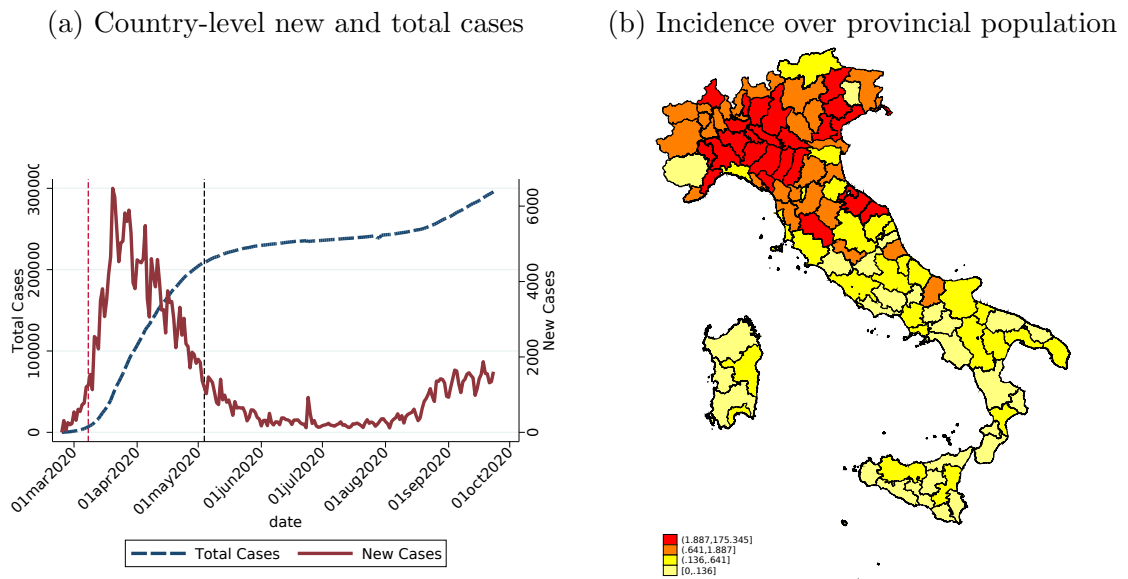 (a) Country-level new and total cases
(b) Incidence over provincial population
Total Cases
0
100000
200000
300000
New Cases
0
2000
4000
6000
01mar2020
01apr2020
01may2020
01jun2020
01jul2020
01aug2020
01sep2020
01oct2020
date
Total Cases
New Cases
(1.887,175.345]
(.641,1.887]
(.136,.641]
[0,.136]